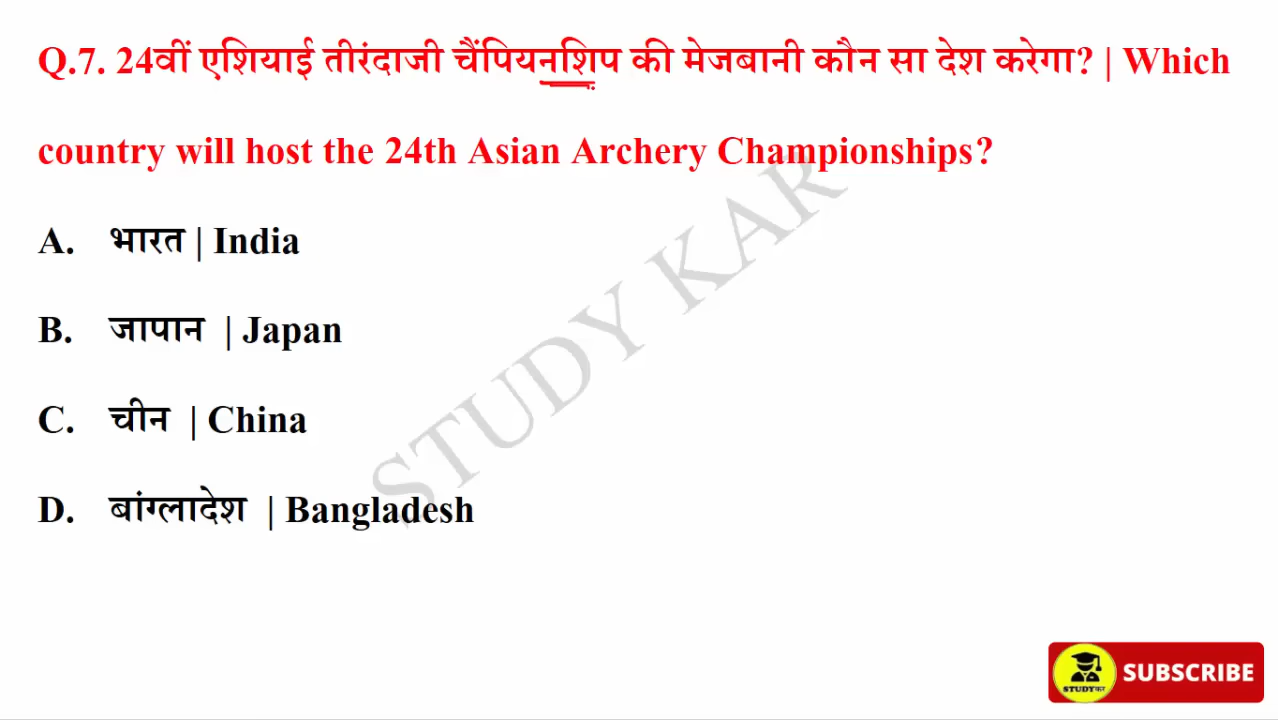 Q.7. 24वीं एशियाई तीरंदाजी चैंपियनशिप की मेजबानी कौन सा देश करेगा? | Which
country will host the 24th Asian Archery Championships?
A. भारत | India
B. जापान | Japan
C. चीन | China
D. बांग्लादेश | Bangladesh
STUDY KAR
STUDYकर
SUBSCRIBE